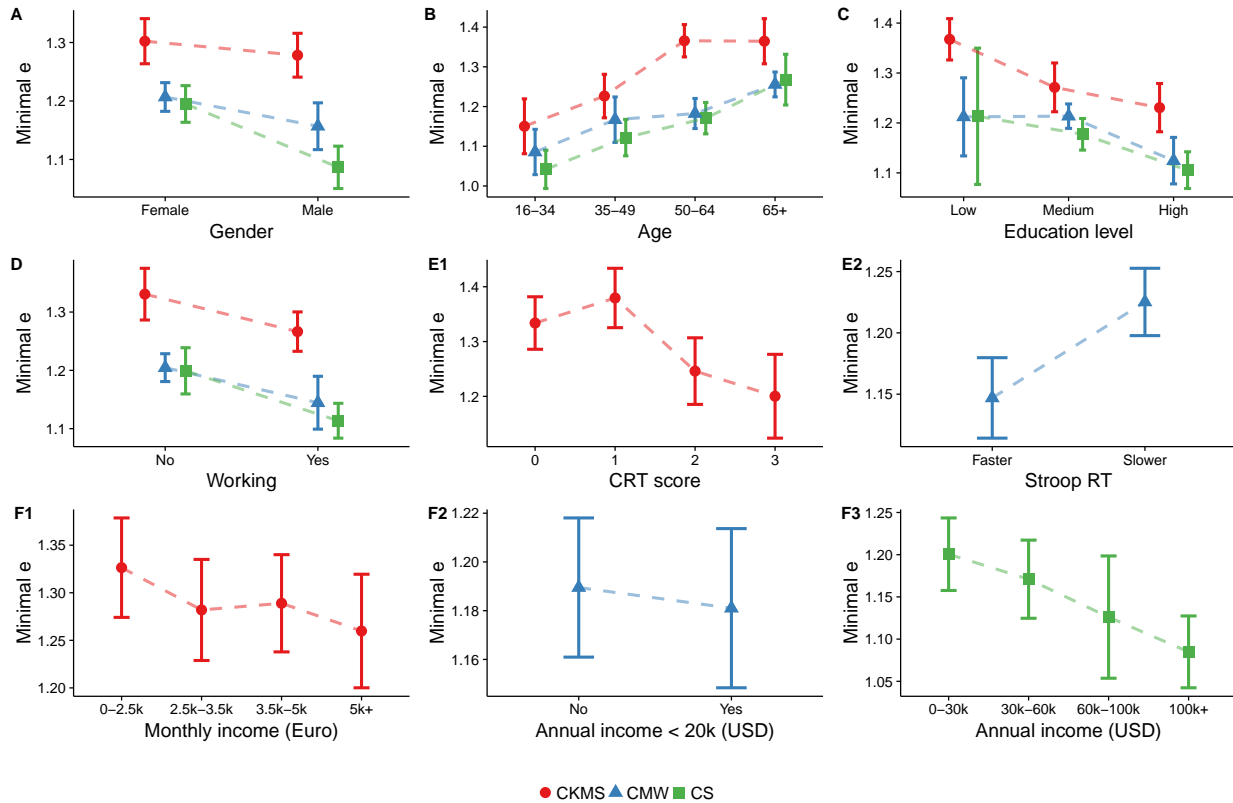 A
Minimal e
1.3
1.2
1.1
Female
Male
Gender
B
Minimal e
1.4
1.3
1.2
1.1
1.0
16–34
35–49
50–64
65+
Age
C
Minimal e
1.4
1.3
1.2
1.1
Low
Medium
High
Education level
D
Minimal e
1.3
1.2
1.1
No
Yes
Working
E1
Minimal e
1.4
1.3
1.2
0
1
2
3
CRT score
E2
Minimal e
1.25
1.20
1.15
Faster
Slower
Stroop RT
F1
Minimal e
1.35
1.30
1.25
1.20
0–2.5k
2.5k–3.5k
3.5k–5k
5k+
Monthly income (Euro)
F2
Minimal e
1.22
1.20
1.18
1.16
No
Yes
Annual income < 20k (USD)
F3
Minimal e
1.25
1.20
1.15
1.10
1.05
0–30k
30k–60k
60k–100k
100k+
Annual income (USD)
CKMS CMW CS